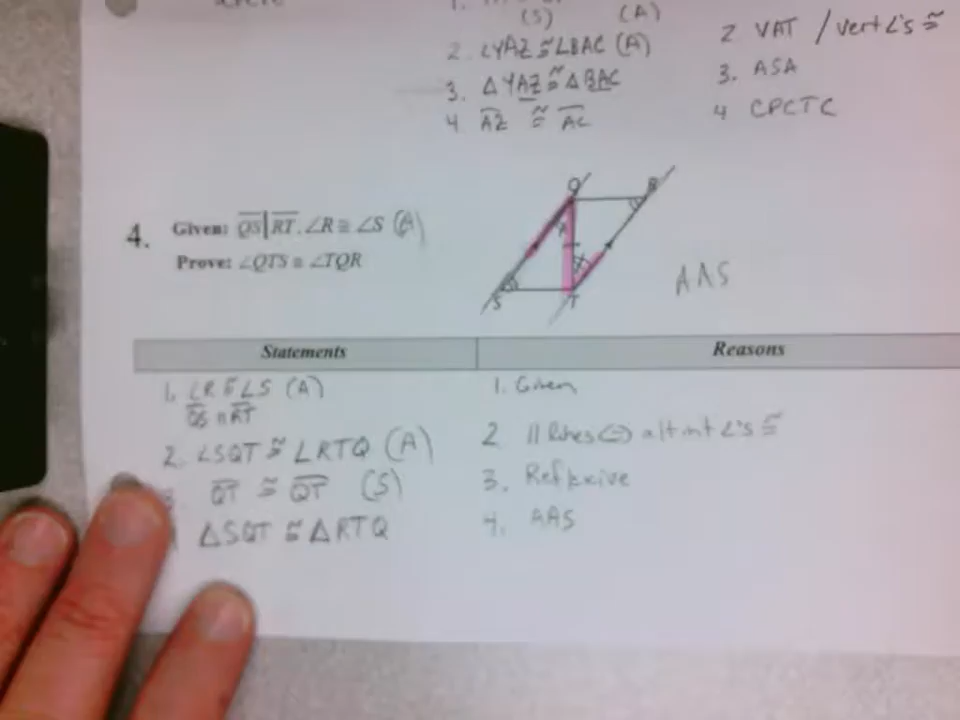 (S) (A)
2. ∠YAZ ≅ ∠BAC (A)
2 VAT / vert ∠'s ≅
3. △YAZ ≅ △BAC
3. ASA
4 AZ ≅ AC
4 CPCTC
4. Given: QS || RT, ∠R ≅ ∠S (A)
Prove: ∠QTS ≅ ∠TQR
Q R
S T
AAS
Statements Reasons
1. ∠R ≅ ∠S (A)
1. Given
QS || RT
2. ∠SQT ≅ ∠RTQ (A)
2 || lines ⇔ alt int ∠'s ≅
3 QT ≅ QT (S)
3. Reflexive
△SQT ≅ △RTQ
4. AAS